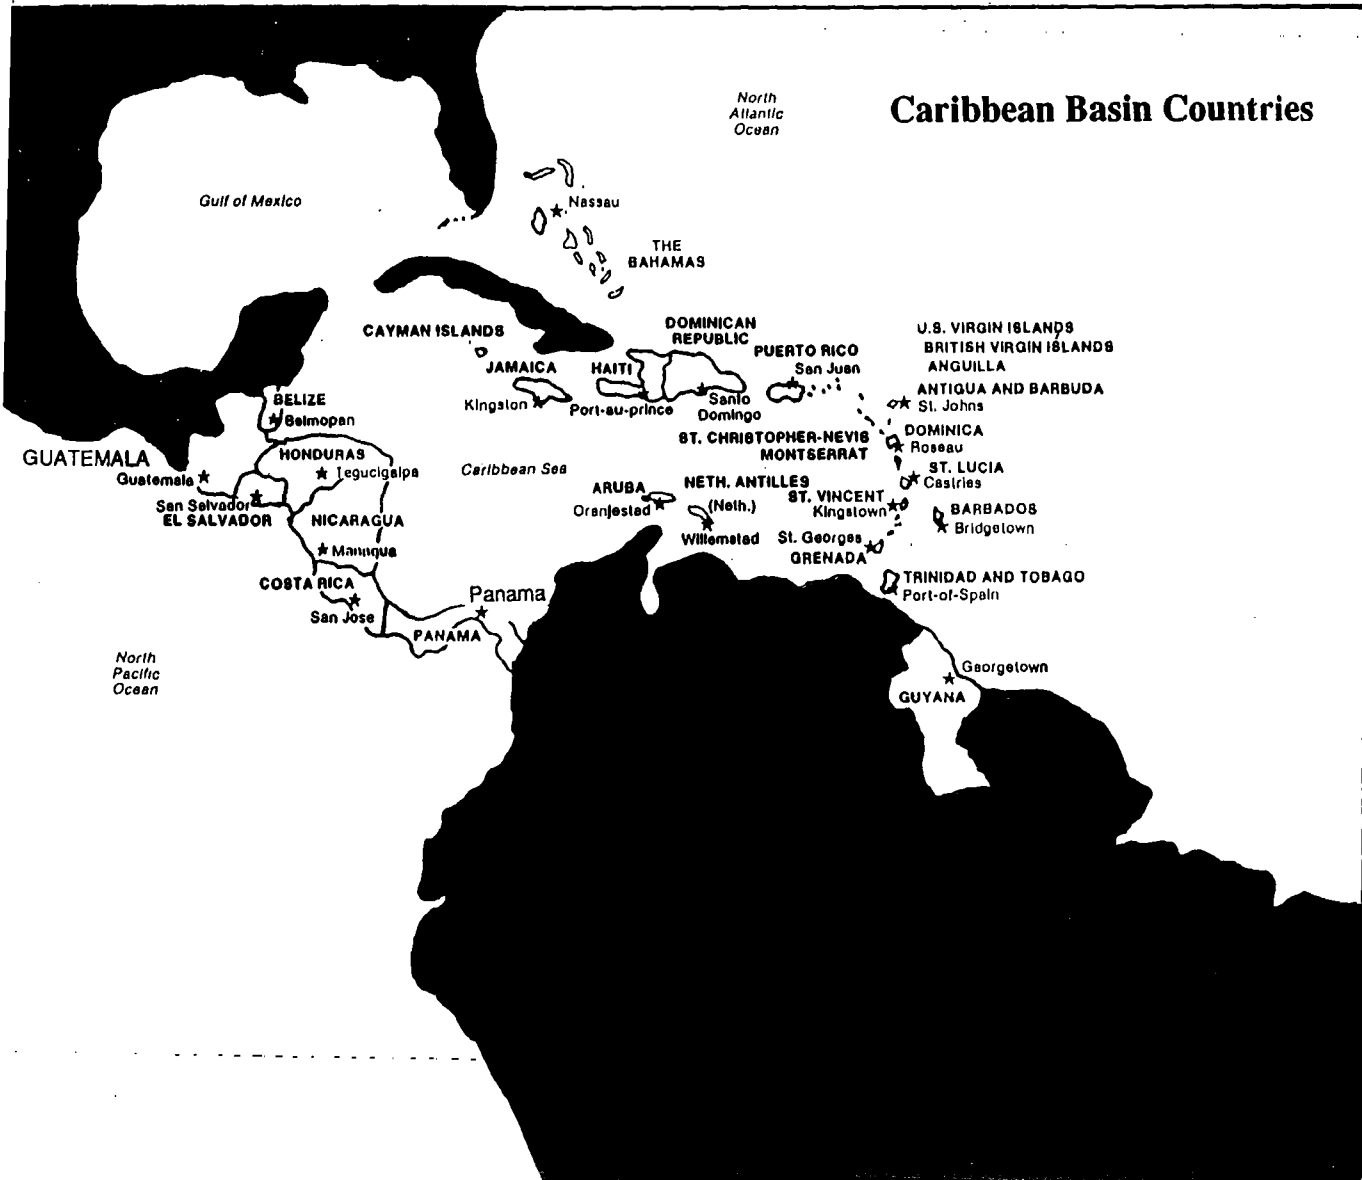 Caribbean Basin Countries
North
Atlantic
Ocean
Gulf of Mexico
Nassau
THE
BAHAMAS
CAYMAN ISLANDS
DOMINICAN
REPUBLIC
U.S. VIRGIN ISLANDS
BRITISH VIRGIN ISLANDS
ANGUILLA
PUERTO RICO
San Juan
JAMAICA
HAITI
ANTIGUA AND BARBUDA
St. Johns
BELIZE
Belmopan
Kingston
Port-au-prince
Santo
Domingo
DOMINICA
Roseau
ST. CHRISTOPHER-NEVIS
MONTSERRAT
GUATEMALA
Guatemala
HONDURAS
Tegucigalpa
Caribbean Sea
ST. LUCIA
Castries
San Salvador
EL SALVADOR
NICARAGUA
Managua
ARUBA
Oranjestad
NETH. ANTILLES
(Neth.)
Willemstad
ST. VINCENT
Kingstown
BARBADOS
Bridgetown
St. Georges
GRENADA
COSTA RICA
San Jose
Panama
PANAMA
TRINIDAD AND TOBAGO
Port-of-Spain
North
Pacific
Ocean
Georgetown
GUYANA